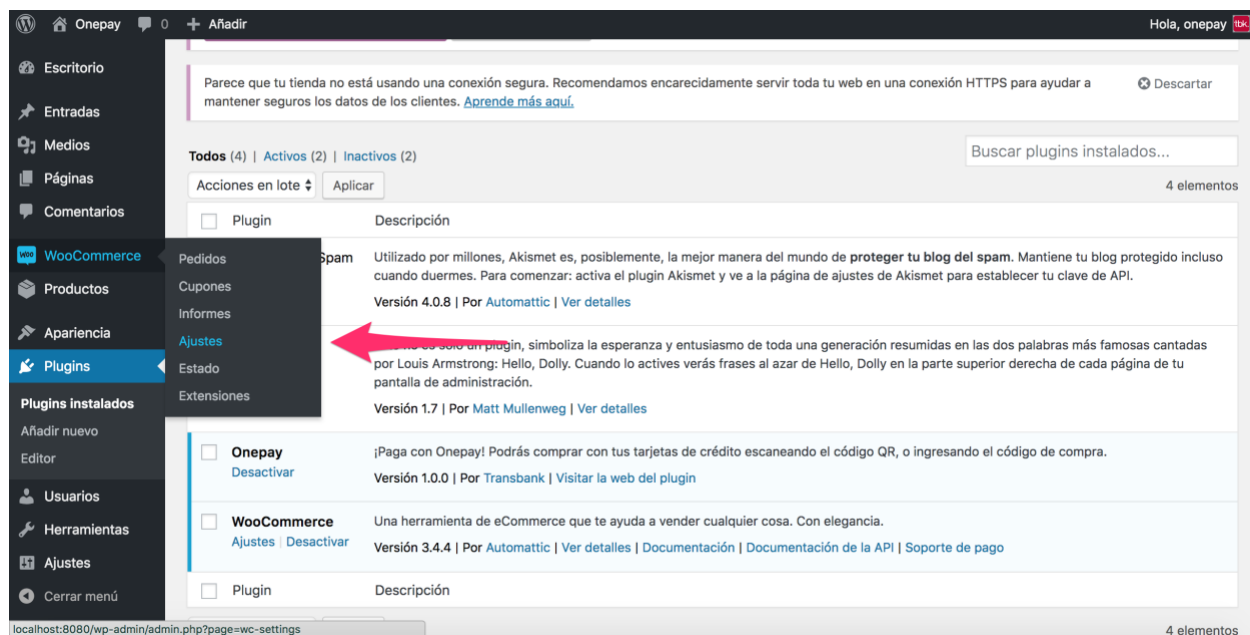 Onepay 0 + Añadir
Hola, onepay tbk.
Escritorio
Entradas
Medios
Páginas
Comentarios
WooCommerce
Productos
Apariencia
Plugins
Plugins instalados
Añadir nuevo
Editor
Usuarios
Herramientas
Ajustes
Cerrar menú
Pedidos
Cupones
Informes
Ajustes
Estado
Extensiones
Parece que tu tienda no está usando una conexión segura. Recomendamos encarecidamente servir toda tu web en una conexión HTTPS para ayudar a
mantener seguros los datos de los clientes. Aprende más aquí.
Descartar
Todos (4) | Activos (2) | Inactivos (2)
Buscar plugins instalados...
Acciones en lote Aplicar
4 elementos
Plugin Descripción
Spam
Utilizado por millones, Akismet es, posiblemente, la mejor manera del mundo de proteger tu blog del spam. Mantiene tu blog protegido incluso
cuando duermes. Para comenzar: activa el plugin Akismet y ve a la página de ajustes de Akismet para establecer tu clave de API.
Versión 4.0.8 | Por Automattic | Ver detalles
plugin, simboliza la esperanza y entusiasmo de toda una generación resumidas en las dos palabras más famosas cantadas
por Louis Armstrong: Hello, Dolly. Cuando lo actives verás frases al azar de Hello, Dolly en la parte superior derecha de cada página de tu
pantalla de administración.
Versión 1.7 | Por Matt Mullenweg | Ver detalles
Onepay
Desactivar
¡Paga con Onepay! Podrás comprar con tus tarjetas de crédito escaneando el código QR, o ingresando el código de compra.
Versión 1.0.0 | Por Transbank | Visitar la web del plugin
WooCommerce
Ajustes | Desactivar
Una herramienta de eCommerce que te ayuda a vender cualquier cosa. Con elegancia.
Versión 3.4.4 | Por Automattic | Ver detalles | Documentación | Documentación de la API | Soporte de pago
Plugin Descripción
4 elementos
localhost:8080/wp-admin/admin.php?page=wc-settings